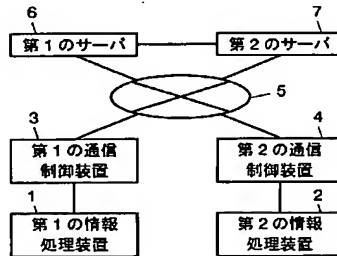 6
7
第1のサーバ
第2のサーバ
5
3
4
第1の通信
制御装置
第2の通信
制御装置
1
2
第1の情報
処理装置
第2の情報
処理装置